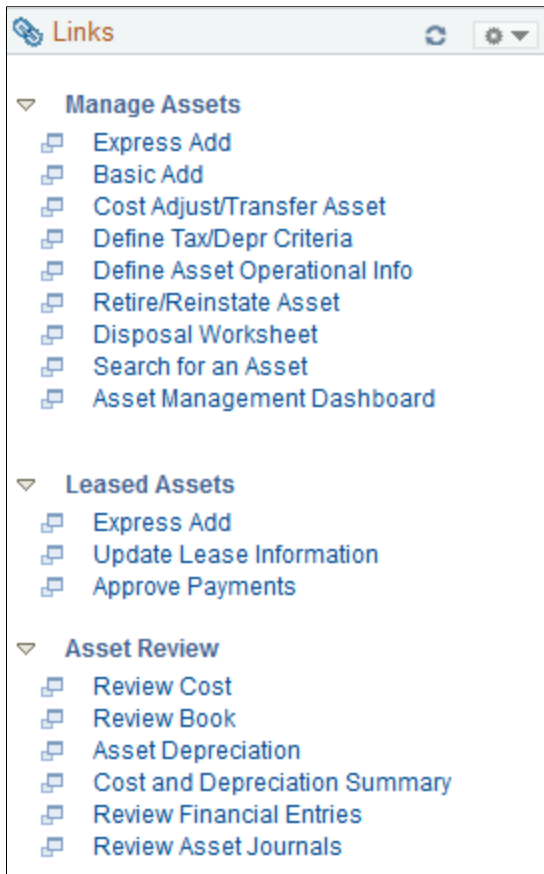 Links
Manage Assets
Express Add
Basic Add
Cost Adjust/Transfer Asset
Define Tax/Depr Criteria
Define Asset Operational Info
Retire/Reinstate Asset
Disposal Worksheet
Search for an Asset
Asset Management Dashboard
Leased Assets
Express Add
Update Lease Information
Approve Payments
Asset Review
Review Cost
Review Book
Asset Depreciation
Cost and Depreciation Summary
Review Financial Entries
Review Asset Journals